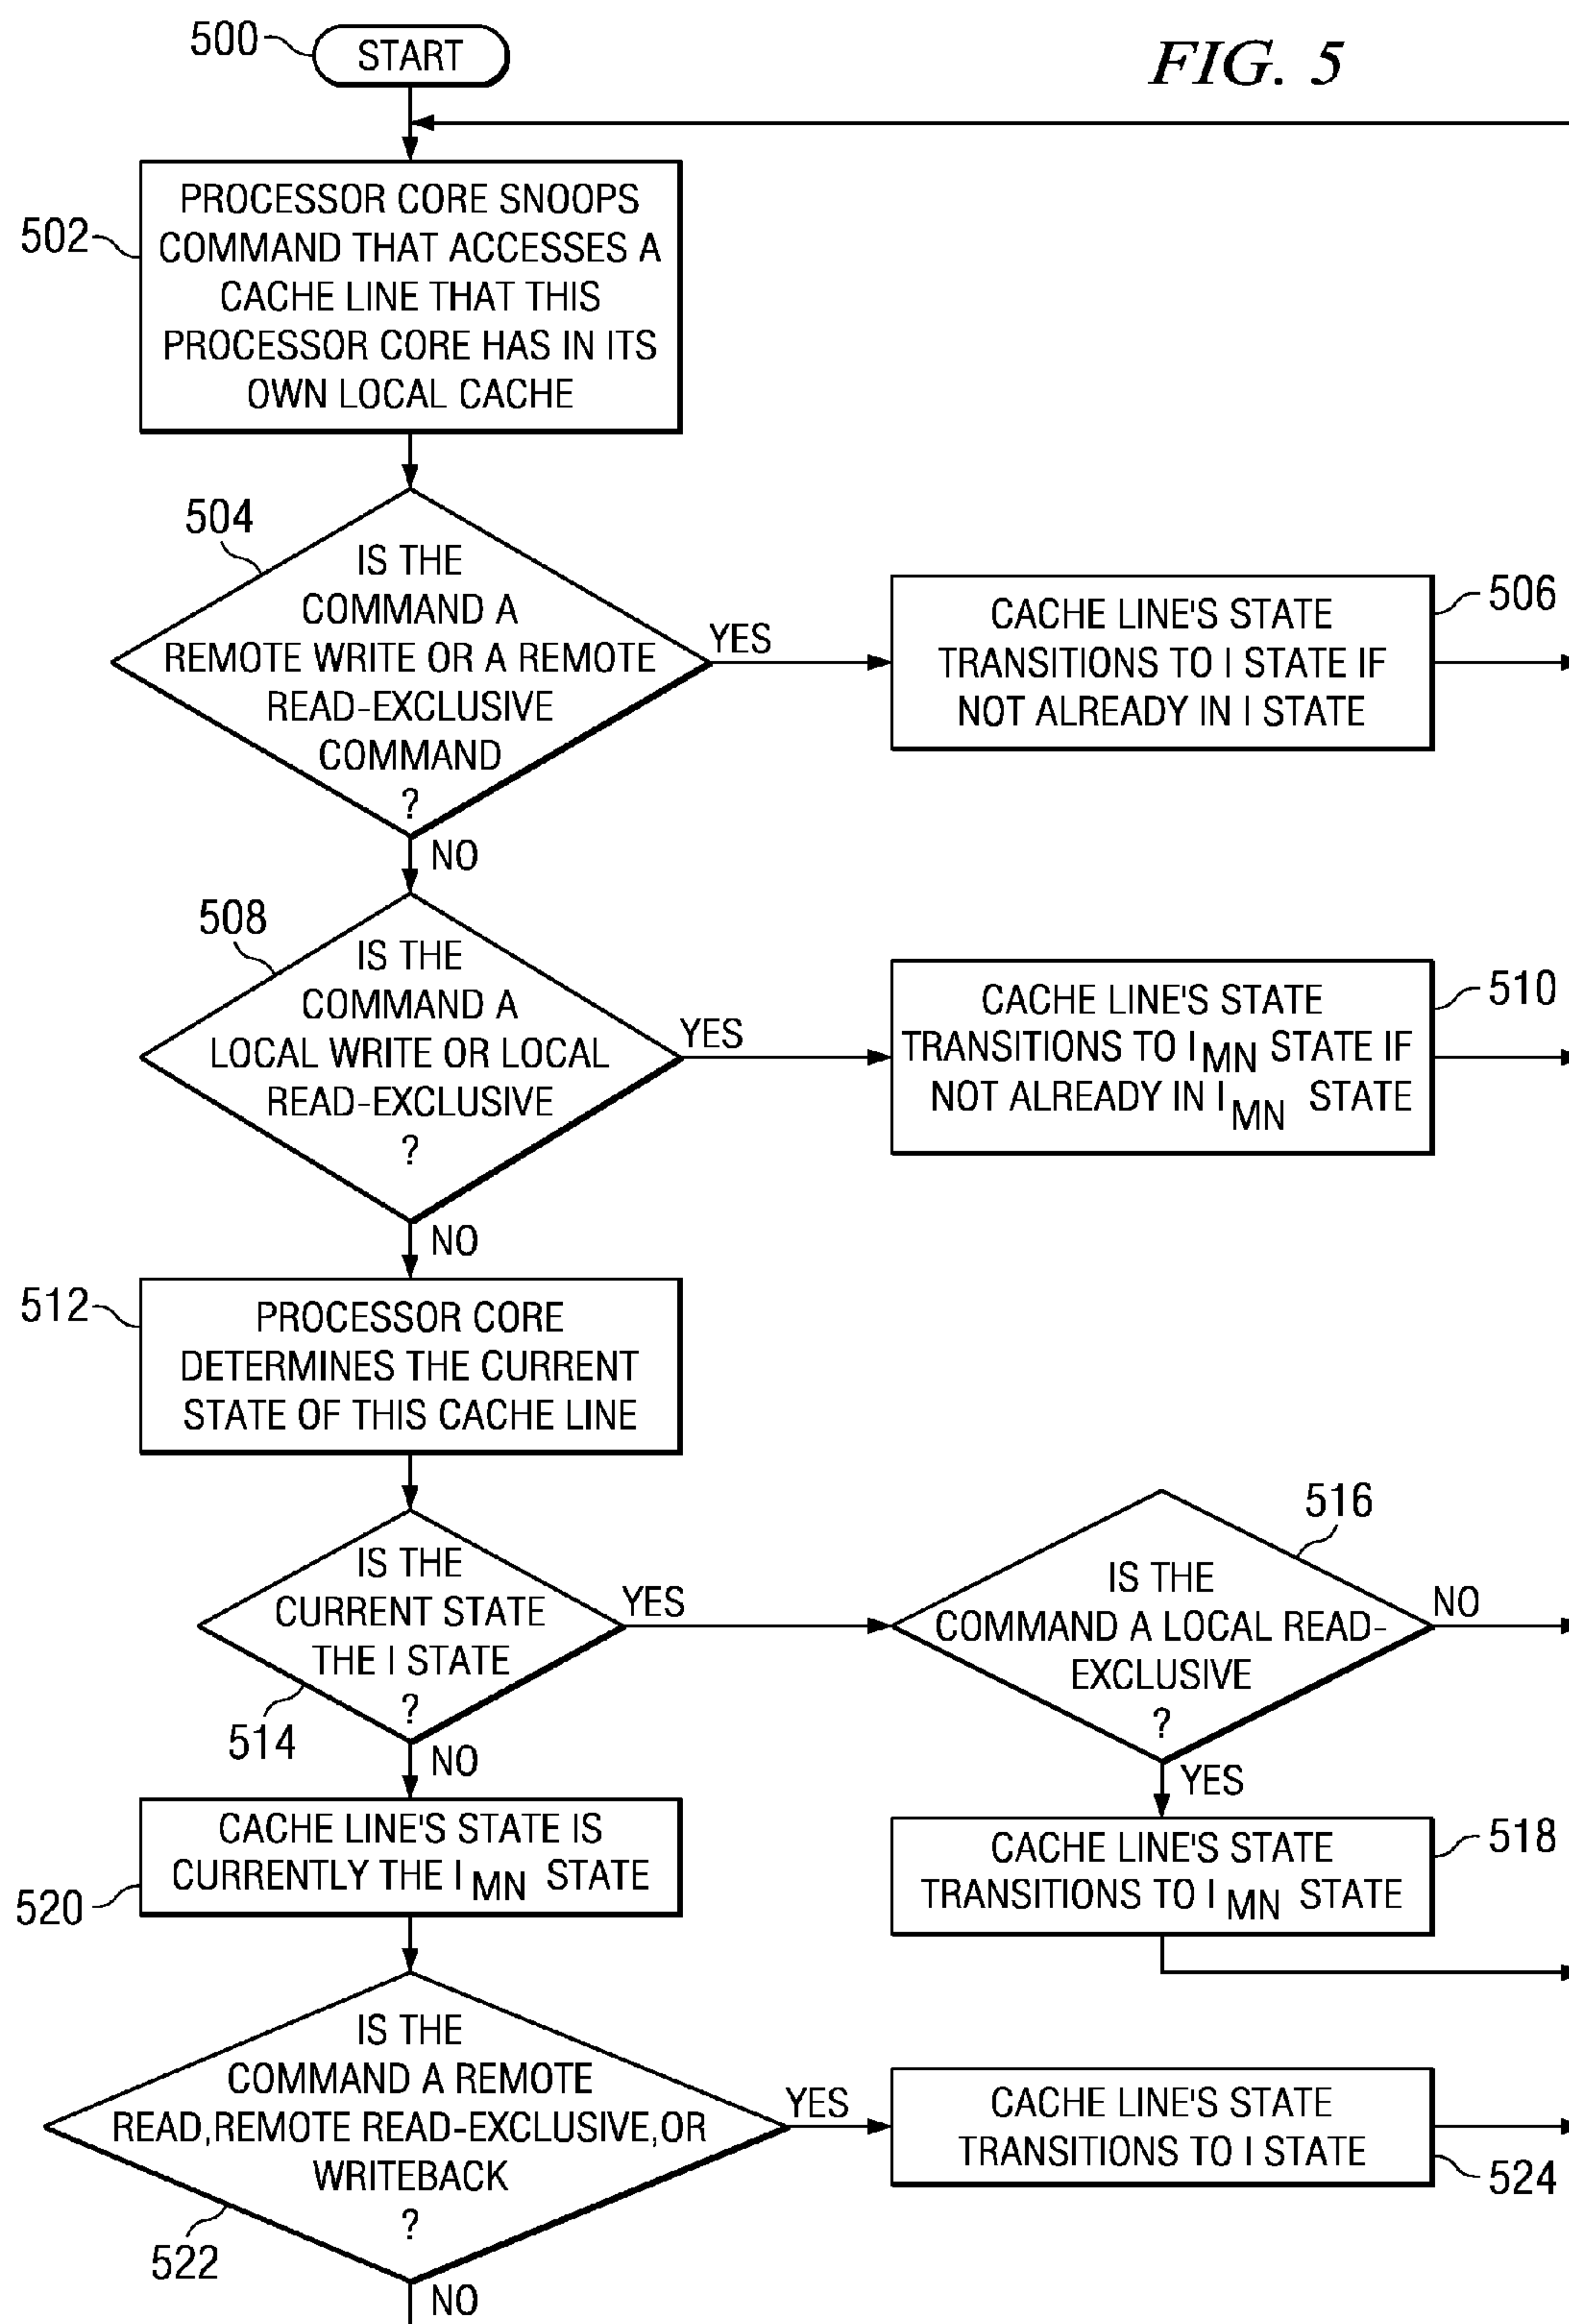 FIG. 5
500
START
502
PROCESSOR CORE SNOOPS
COMMAND THAT ACCESSES A
CACHE LINE THAT THIS
PROCESSOR CORE HAS IN ITS
OWN LOCAL CACHE
504
IS THE
COMMAND A
REMOTE WRITE OR A REMOTE
READ-EXCLUSIVE
COMMAND
?
YES
NO
506
CACHE LINE'S STATE
TRANSITIONS TO I STATE IF
NOT ALREADY IN I STATE
508
IS THE
COMMAND A
LOCAL WRITE OR LOCAL
READ-EXCLUSIVE
?
YES
NO
510
CACHE LINE'S STATE
TRANSITIONS TO I MN STATE IF
NOT ALREADY IN I MN STATE
512
PROCESSOR CORE
DETERMINES THE CURRENT
STATE OF THIS CACHE LINE
514
IS THE
CURRENT STATE
THE I STATE
?
YES
NO
516
IS THE
COMMAND A LOCAL READ-
EXCLUSIVE
?
NO
YES
518
CACHE LINE'S STATE
TRANSITIONS TO I MN STATE
520
CACHE LINE'S STATE IS
CURRENTLY THE I MN STATE
522
IS THE
COMMAND A REMOTE
READ,REMOTE READ-EXCLUSIVE,OR
WRITEBACK
?
YES
NO
524
CACHE LINE'S STATE
TRANSITIONS TO I STATE